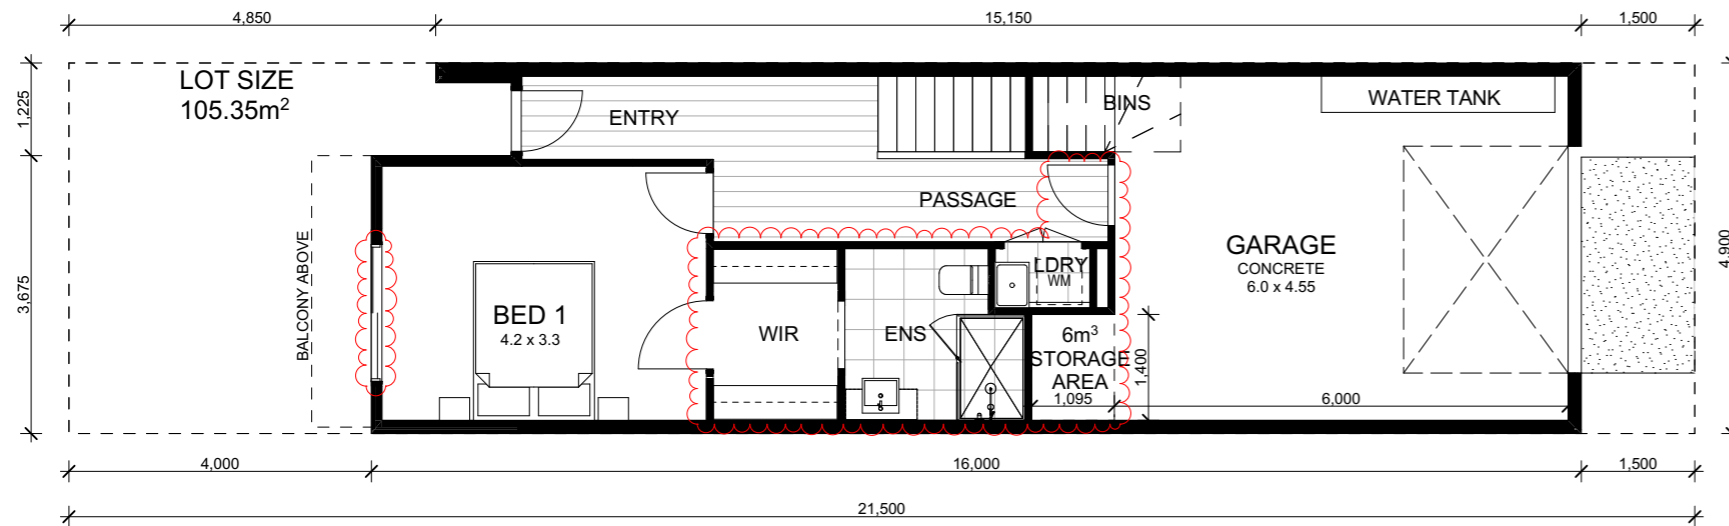 4,850
15,150
1,500
LOT SIZE
105.35m²
1,225
3,675
4,900
ENTRY
BINS
WATER TANK
PASSAGE
BALCONY ABOVE
GARAGE
CONCRETE
6.0 x 4.55
LDRY
WM
BED 1
4.2 x 3.3
WIR
ENS
6m³
STORAGE
AREA
1,095
1,400
6,000
4,000
16,000
1,500
21,500